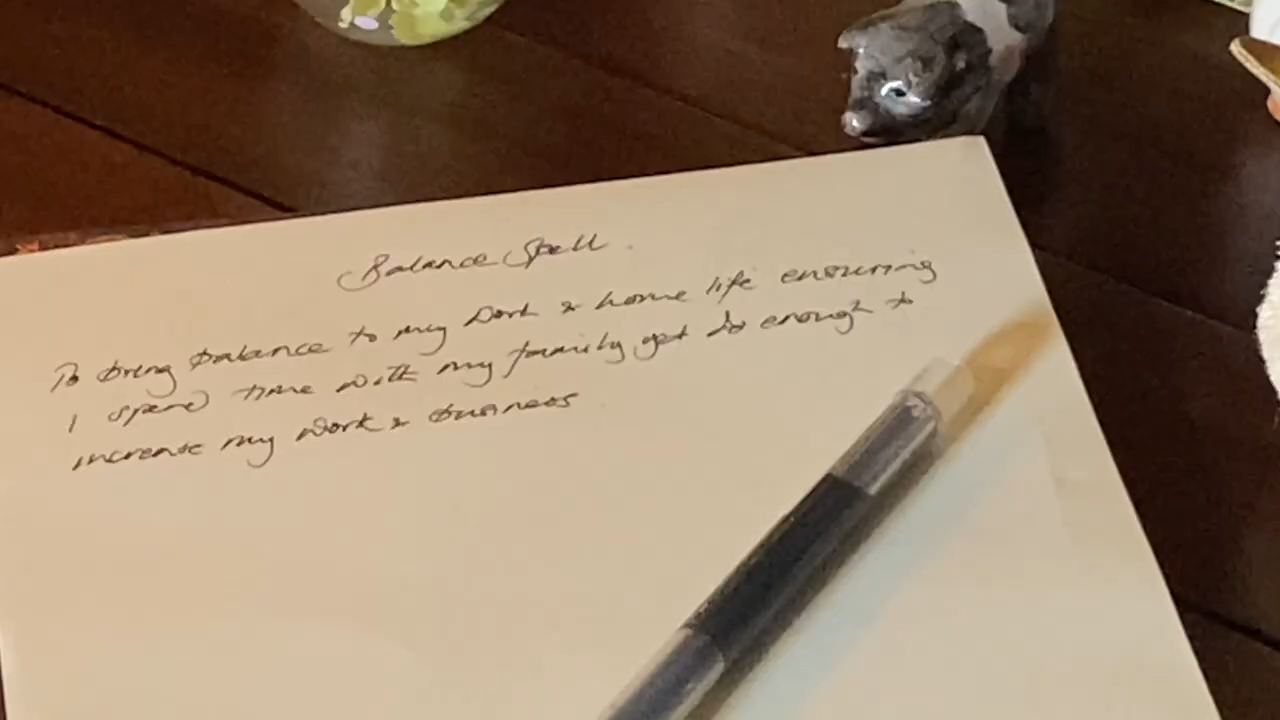 Balance Spell.
To bring balance to my work & home life ensuring
I spend time with my family yet do enough to
increase my work & business